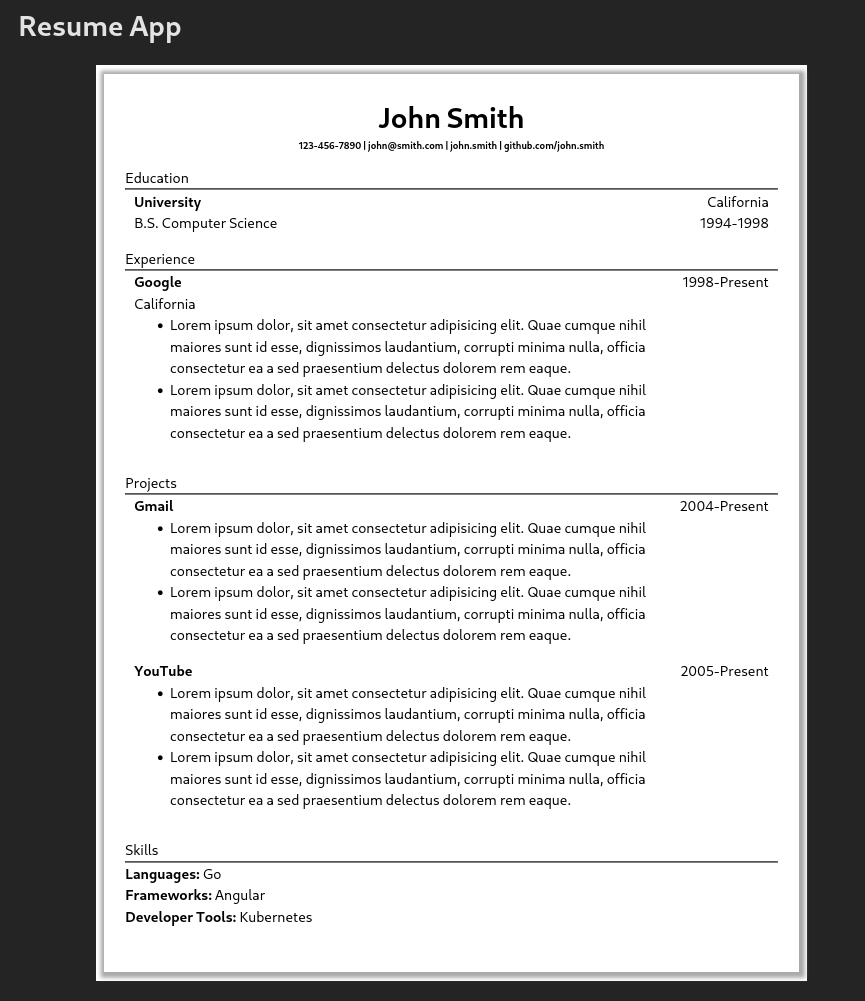 Resume App
John Smith
123-456-7890 | john@smith.com | john.smith | github.com/john.smith
Education
University California
B.S. Computer Science 1994-1998
Experience
Google 1998-Present
California
• Lorem ipsum dolor, sit amet consectetur adipisicing elit. Quae cumque nihil
maiores sunt id esse, dignissimos laudantium, corrupti minima nulla, officia
consectetur ea a sed praesentium delectus dolorem rem eaque.
• Lorem ipsum dolor, sit amet consectetur adipisicing elit. Quae cumque nihil
maiores sunt id esse, dignissimos laudantium, corrupti minima nulla, officia
consectetur ea a sed praesentium delectus dolorem rem eaque.
Projects
Gmail 2004-Present
• Lorem ipsum dolor, sit amet consectetur adipisicing elit. Quae cumque nihil
maiores sunt id esse, dignissimos laudantium, corrupti minima nulla, officia
consectetur ea a sed praesentium delectus dolorem rem eaque.
• Lorem ipsum dolor, sit amet consectetur adipisicing elit. Quae cumque nihil
maiores sunt id esse, dignissimos laudantium, corrupti minima nulla, officia
consectetur ea a sed praesentium delectus dolorem rem eaque.
YouTube 2005-Present
• Lorem ipsum dolor, sit amet consectetur adipisicing elit. Quae cumque nihil
maiores sunt id esse, dignissimos laudantium, corrupti minima nulla, officia
consectetur ea a sed praesentium delectus dolorem rem eaque.
• Lorem ipsum dolor, sit amet consectetur adipisicing elit. Quae cumque nihil
maiores sunt id esse, dignissimos laudantium, corrupti minima nulla, officia
consectetur ea a sed praesentium delectus dolorem rem eaque.
Skills
Languages: Go
Frameworks: Angular
Developer Tools: Kubernetes